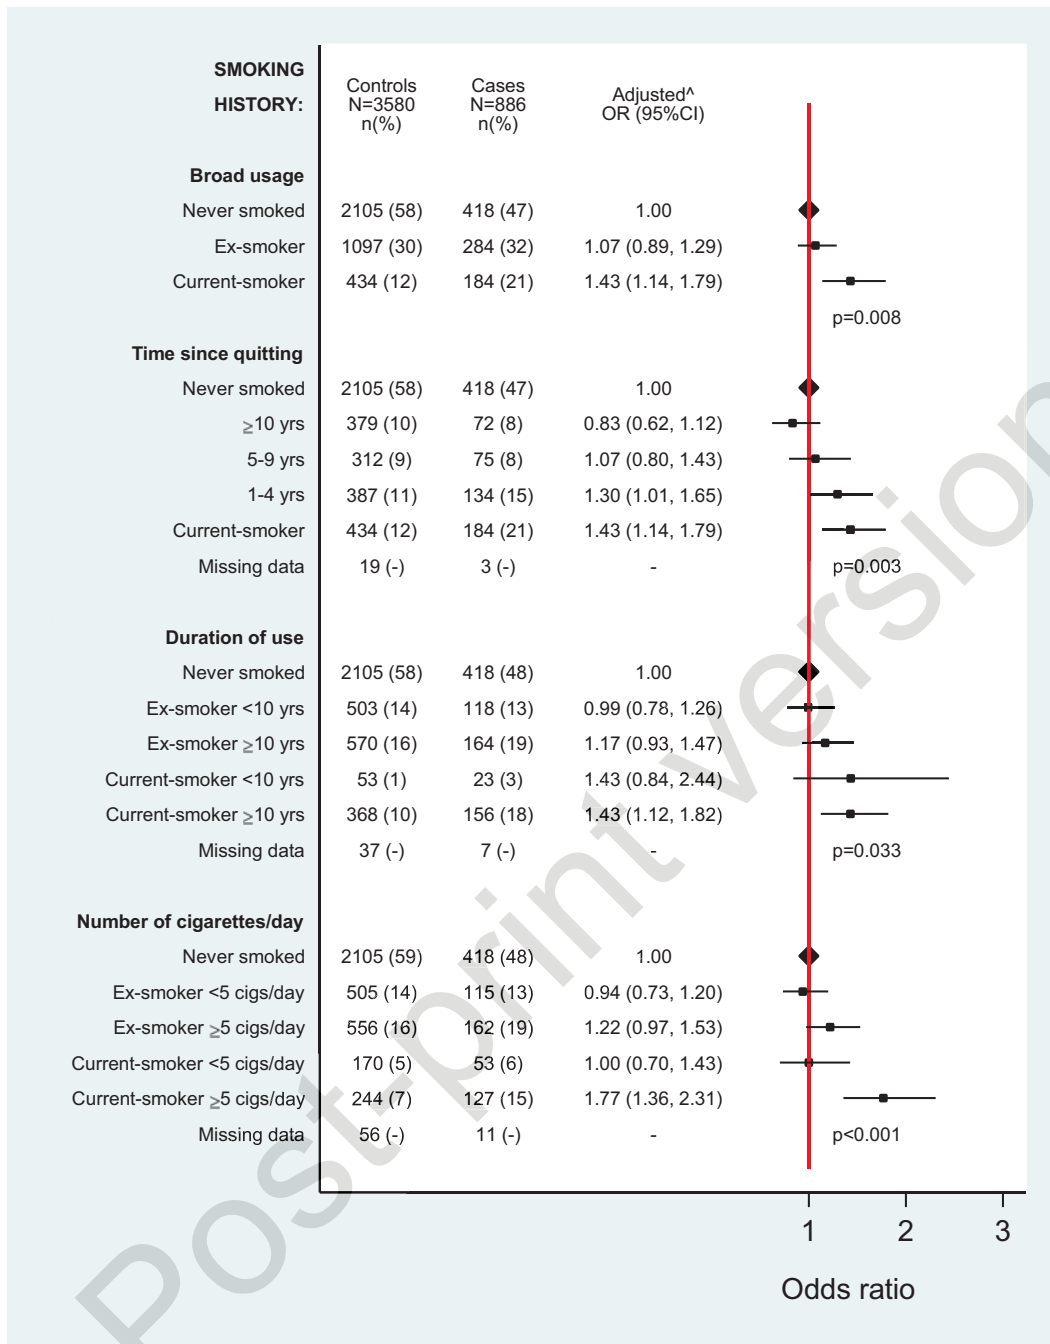 SMOKING
HISTORY:
Controls
N=3580
n(%)
Cases
N=886
n(%)
Adjusted^
OR (95%CI)
Broad usage
Never smoked 2105 (58) 418 (47) 1.00
Ex-smoker 1097 (30) 284 (32) 1.07 (0.89, 1.29)
Current-smoker 434 (12) 184 (21) 1.43 (1.14, 1.79)
p=0.008
Time since quitting
Never smoked 2105 (58) 418 (47) 1.00
≥10 yrs 379 (10) 72 (8) 0.83 (0.62, 1.12)
5-9 yrs 312 (9) 75 (8) 1.07 (0.80, 1.43)
1-4 yrs 387 (11) 134 (15) 1.30 (1.01, 1.65)
Current-smoker 434 (12) 184 (21) 1.43 (1.14, 1.79)
Missing data 19 (-) 3 (-) - p=0.003
Duration of use
Never smoked 2105 (58) 418 (48) 1.00
Ex-smoker <10 yrs 503 (14) 118 (13) 0.99 (0.78, 1.26)
Ex-smoker ≥10 yrs 570 (16) 164 (19) 1.17 (0.93, 1.47)
Current-smoker <10 yrs 53 (1) 23 (3) 1.43 (0.84, 2.44)
Current-smoker ≥10 yrs 368 (10) 156 (18) 1.43 (1.12, 1.82)
Missing data 37 (-) 7 (-) - p=0.033
Number of cigarettes/day
Never smoked 2105 (59) 418 (48) 1.00
Ex-smoker <5 cigs/day 505 (14) 115 (13) 0.94 (0.73, 1.20)
Ex-smoker ≥5 cigs/day 556 (16) 162 (19) 1.22 (0.97, 1.53)
Current-smoker <5 cigs/day 170 (5) 53 (6) 1.00 (0.70, 1.43)
Current-smoker ≥5 cigs/day 244 (7) 127 (15) 1.77 (1.36, 2.31)
Missing data 56 (-) 11 (-) - p<0.001
1 2 3
Odds ratio
Post-print version